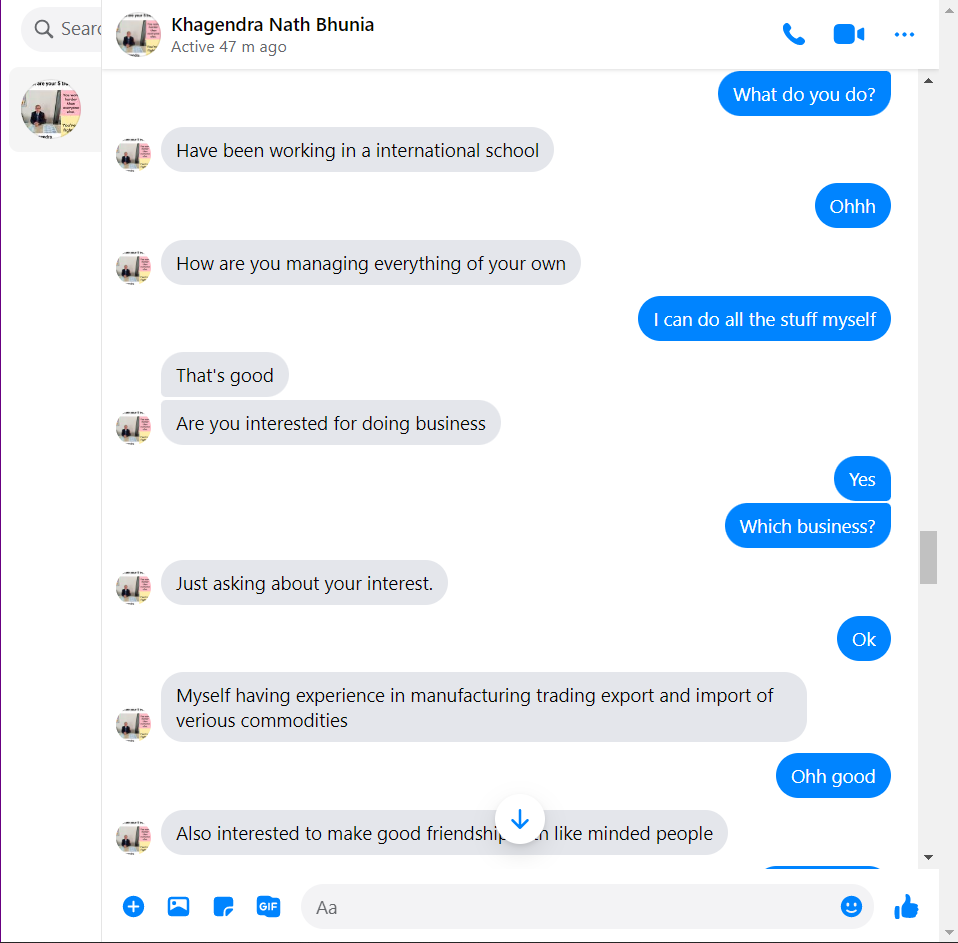 Searc
Khagendra Nath Bhunia
Active 47 m ago
What do you do?
Have been working in a international school
Ohhh
How are you managing everything of your own
I can do all the stuff myself
That's good
Are you interested for doing business
Yes
Which business?
Just asking about your interest.
Ok
Myself having experience in manufacturing trading export and import of
verious commodities
Ohh good
Also interested to make good friendship like minded people
GIF
Aa